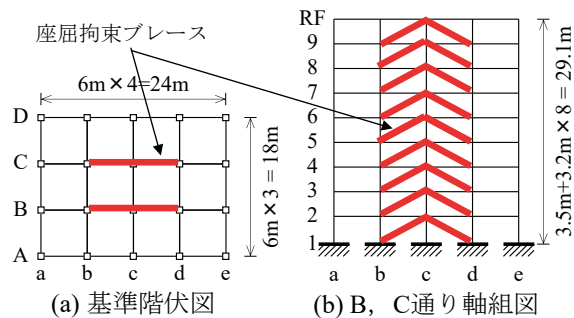 座屈拘束ブレース
6m×4=24m
D
C
B
A
a b c d e
6m×3 = 18m
(a) 基準階伏図
RF
9
8
7
6
5
4
3
2
1
a b c d e
3.5m+3.2m×8 = 29.1m
(b) B，C通り軸組図